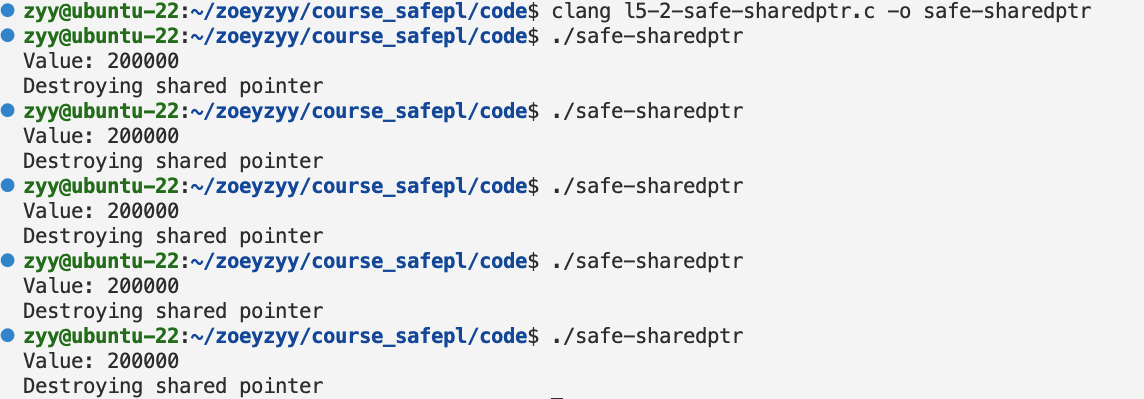 zyy@ubuntu-22:~/zoeyzyy/course_safepl/code$ clang l5-2-safe-sharedptr.c -o safe-sharedptr
zyy@ubuntu-22:~/zoeyzyy/course_safepl/code$ ./safe-sharedptr
Value: 200000
Destroying shared pointer
zyy@ubuntu-22:~/zoeyzyy/course_safepl/code$ ./safe-sharedptr
Value: 200000
Destroying shared pointer
zyy@ubuntu-22:~/zoeyzyy/course_safepl/code$ ./safe-sharedptr
Value: 200000
Destroying shared pointer
zyy@ubuntu-22:~/zoeyzyy/course_safepl/code$ ./safe-sharedptr
Value: 200000
Destroying shared pointer
zyy@ubuntu-22:~/zoeyzyy/course_safepl/code$ ./safe-sharedptr
Value: 200000
Destroying shared pointer